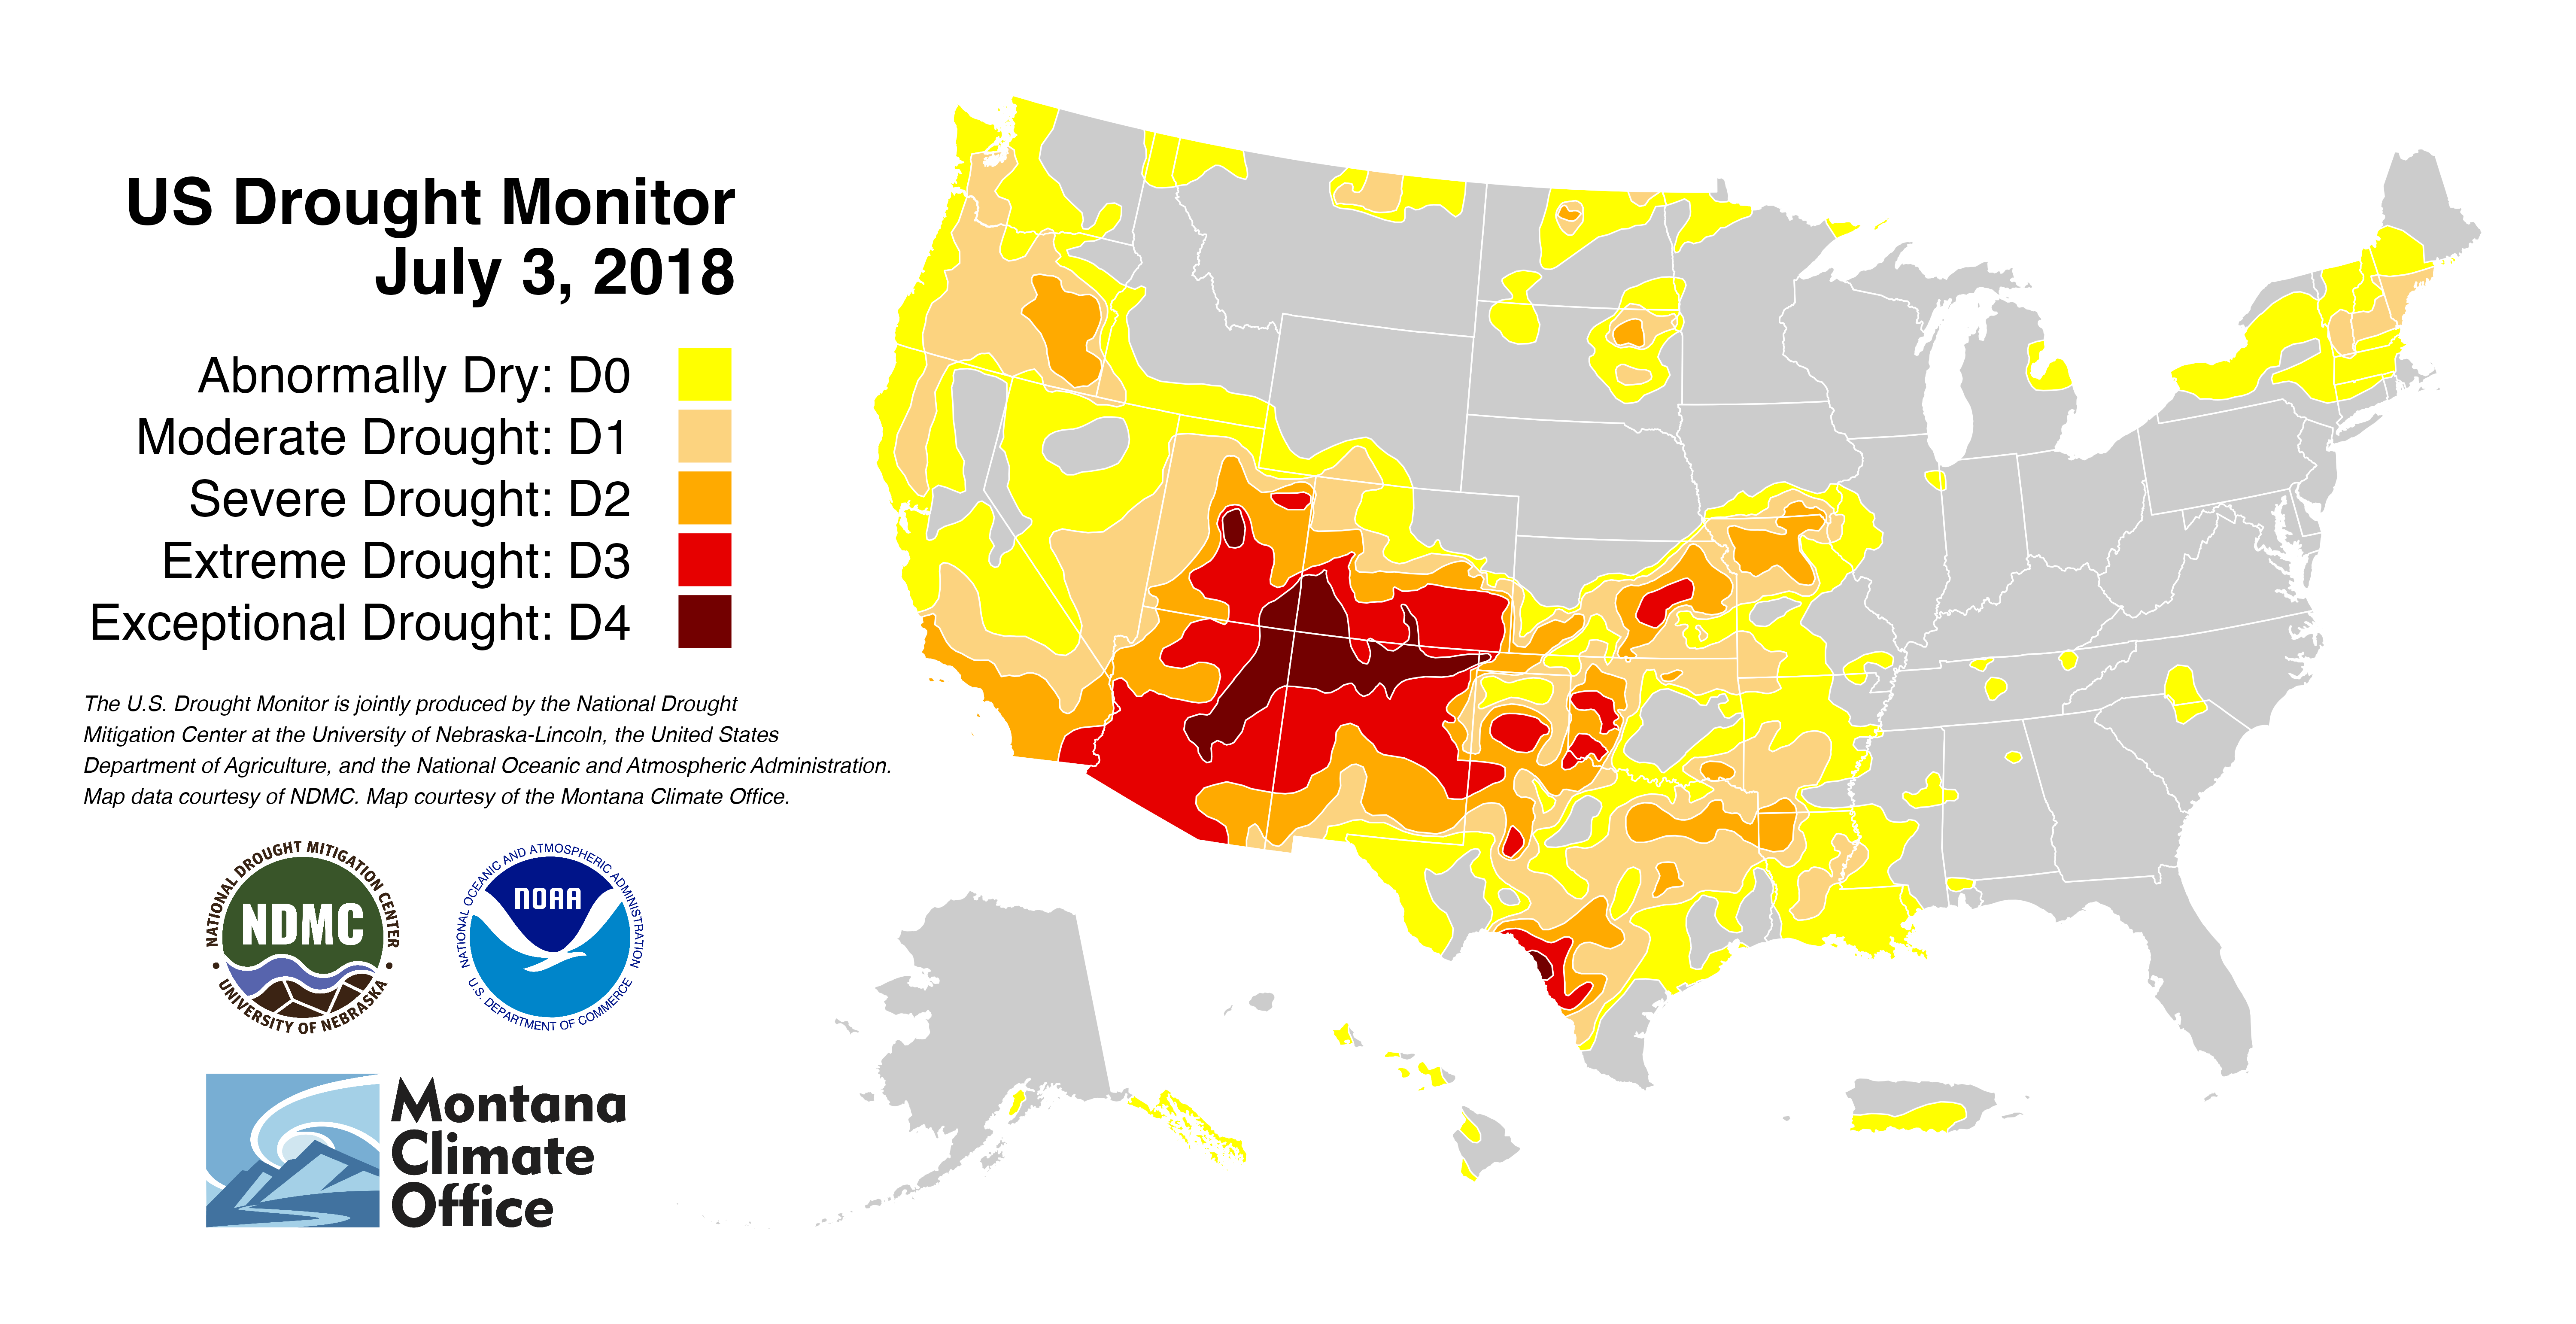 US Drought Monitor
July 3, 2018
Abnormally Dry: D0
Moderate Drought: D1
Severe Drought: D2
Extreme Drought: D3
Exceptional Drought: D4
The U.S. Drought Monitor is jointly produced by the National Drought
Mitigation Center at the University of Nebraska-Lincoln, the United States
Department of Agriculture, and the National Oceanic and Atmospheric Administration.
Map data courtesy of NDMC. Map courtesy of the Montana Climate Office.
NATIONAL DROUGHT MITIGATION CENTER
NDMC
• UNIVERSITY OF NEBRASKA •
NATIONAL OCEANIC AND ATMOSPHERIC ADMINISTRATION
NOAA
U.S. DEPARTMENT OF COMMERCE
Montana
Climate
Office